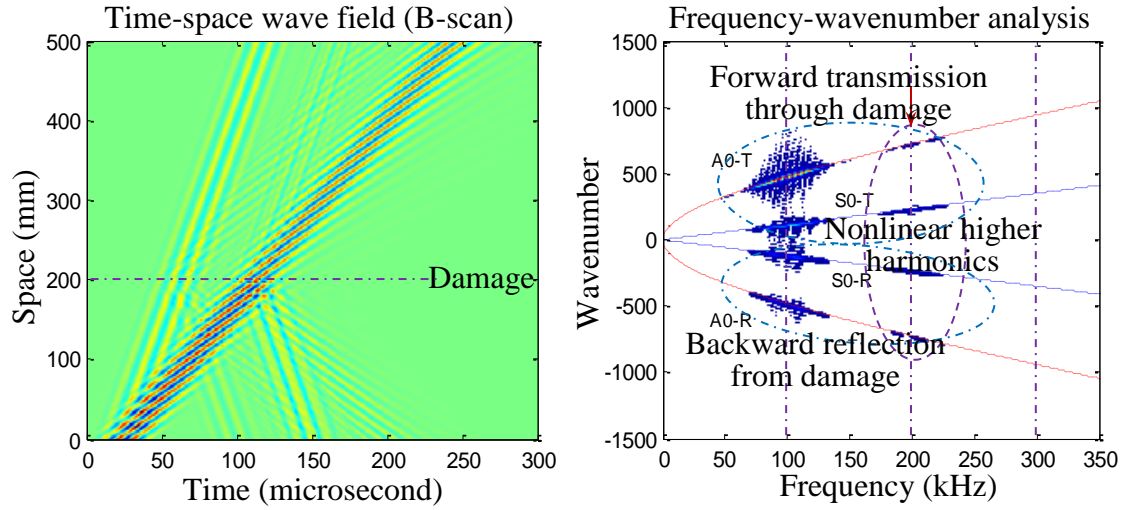 Time-space wave field (B-scan)
500
400
300
200
100
0
Space (mm)
Damage
0 50 100 150 200 250 300
Time (microsecond)
Frequency-wavenumber analysis
1500
1000
500
0
-500
-1000
-1500
Wavenumber
Forward transmission
through damage
A0-T
S0-T
Nonlinear higher
harmonics
S0-R
A0-R
Backward reflection
from damage
0 50 100 150 200 250 300 350
Frequency (kHz)